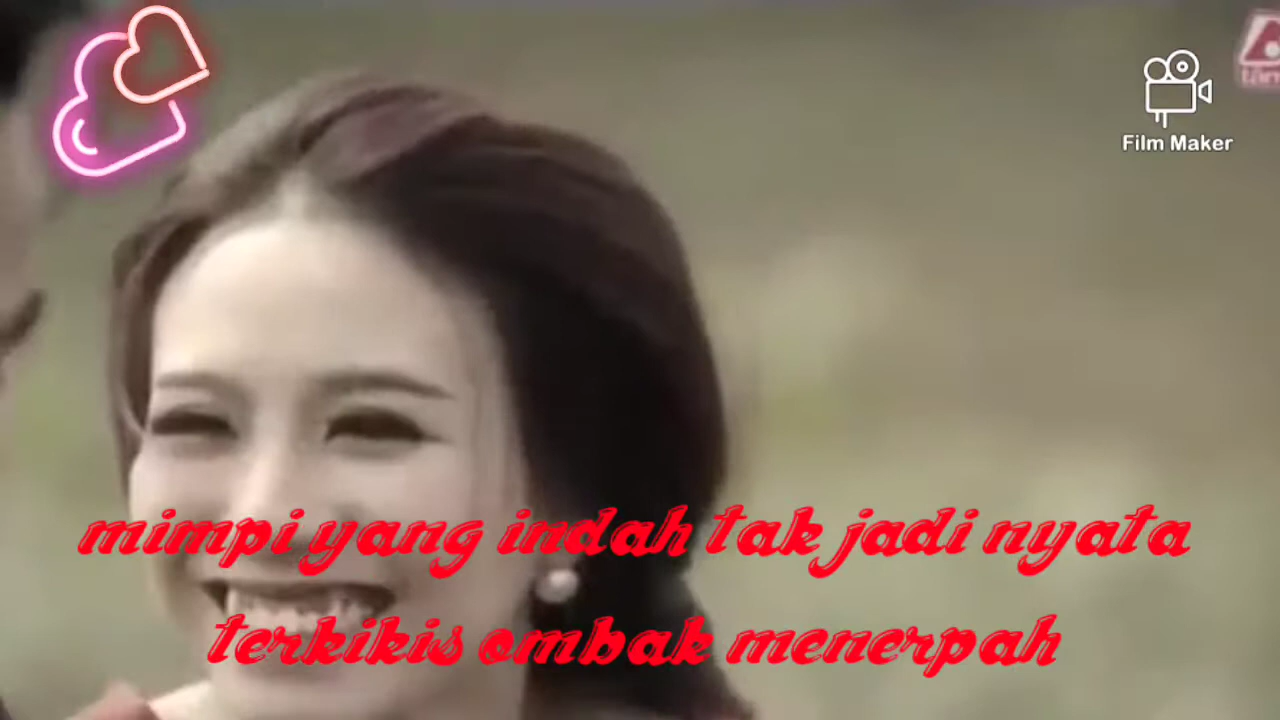 Film Maker
mimpi yang indah tak jadi nyata
terkikis ombak menerpah